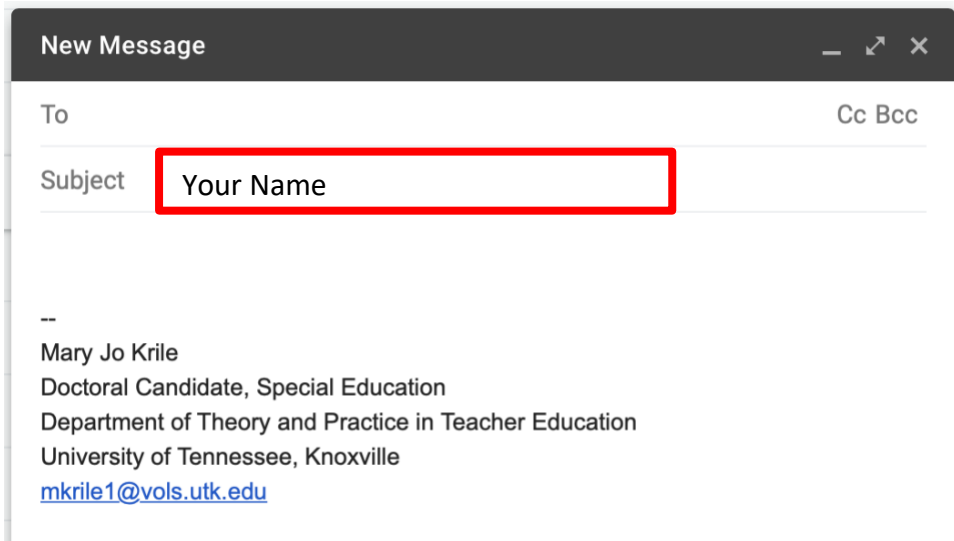 New Message
To Cc Bcc
Subject Your Name
--
Mary Jo Krile
Doctoral Candidate, Special Education
Department of Theory and Practice in Teacher Education
University of Tennessee, Knoxville
mkrile1@vols.utk.edu